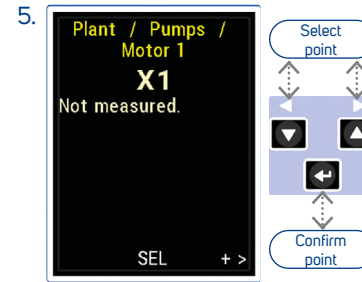 5.
Plant / Pumps /
Motor 1
X1
Not measured.
SEL + >
Select
point
Confirm
point